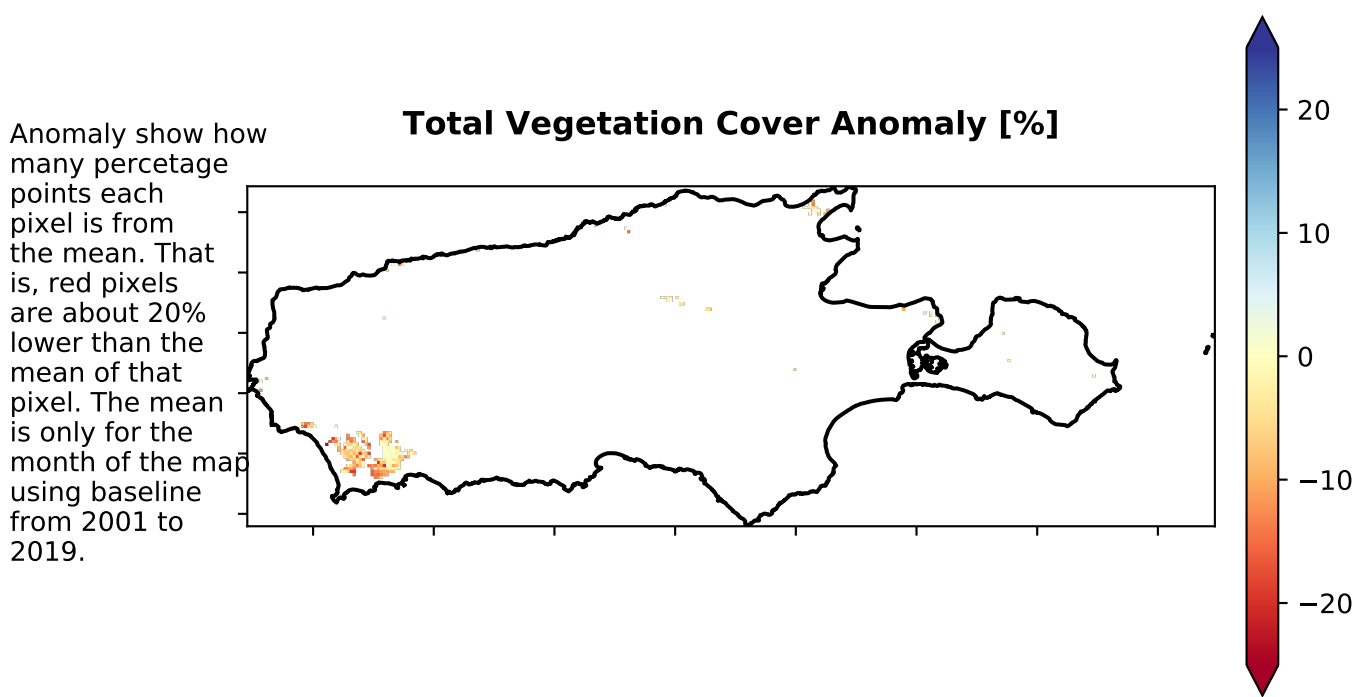 Total Vegetation Cover Anomaly [%]
Anomaly show how
many percetage
points each
pixel is from
the mean. That
is, red pixels
are about 20%
lower than the
mean of that
pixel. The mean
is only for the
month of the map
using baseline
from 2001 to
2019.
20
10
0
−10
−20